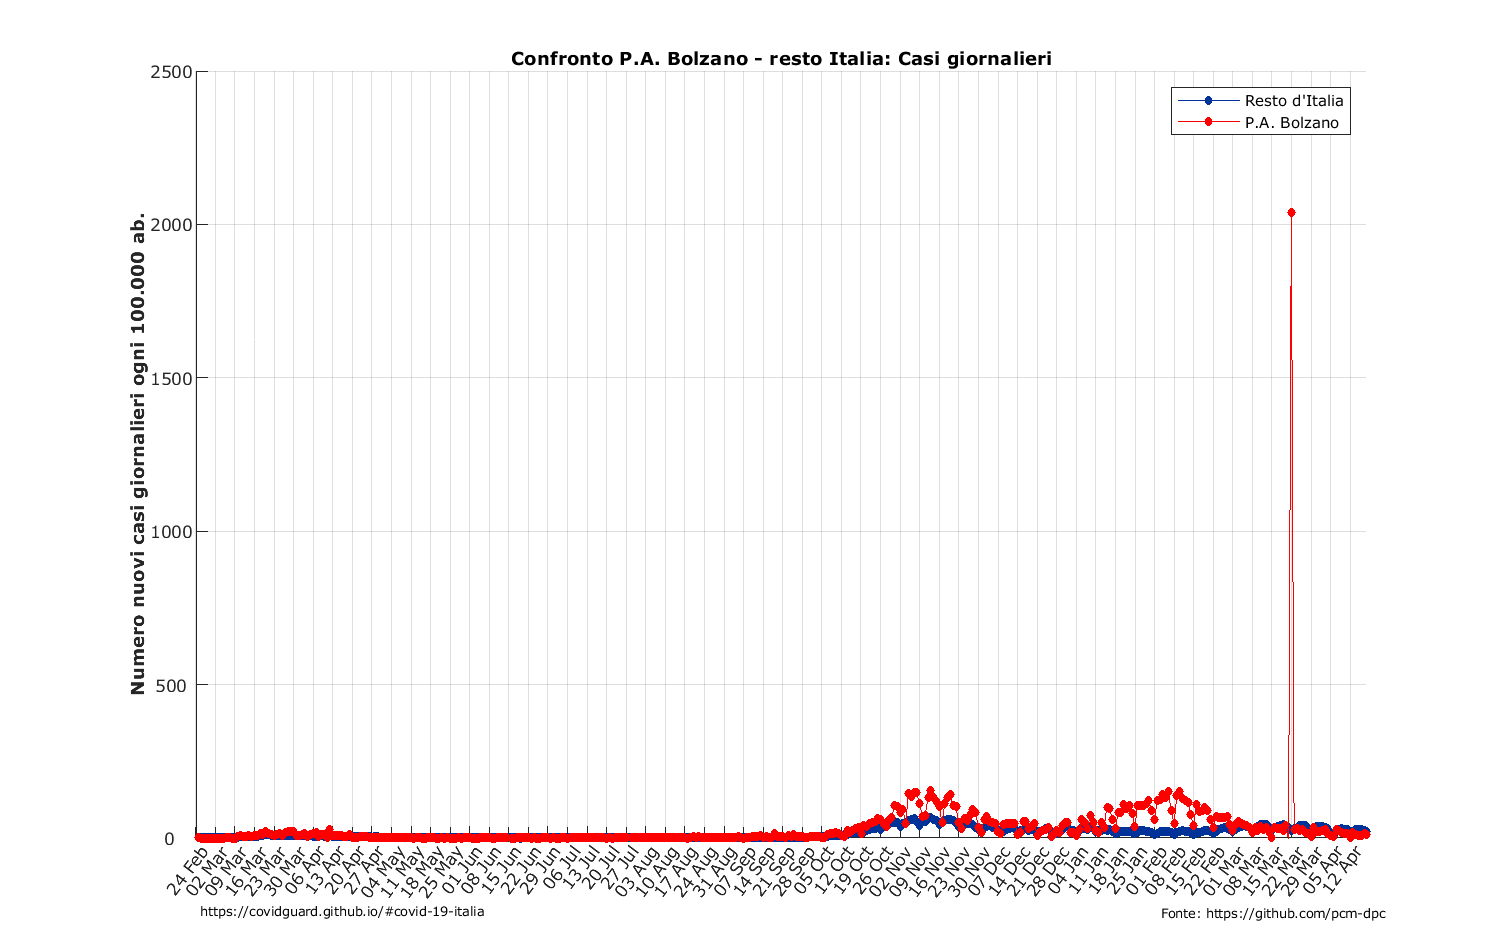 Confronto P.A. Bolzano - resto Italia: Casi giornalieri
Resto d'Italia
P.A. Bolzano
Numero nuovi casi giornalieri ogni 100.000 ab.
2500
2000
1500
1000
500
0
24 Feb
02 Mar
09 Mar
16 Mar
23 Mar
30 Mar
06 Apr
13 Apr
20 Apr
27 Apr
04 May
11 May
18 May
25 May
01 Jun
08 Jun
15 Jun
22 Jun
29 Jun
06 Jul
13 Jul
20 Jul
27 Jul
03 Aug
10 Aug
17 Aug
24 Aug
31 Aug
07 Sep
14 Sep
21 Sep
28 Sep
05 Oct
12 Oct
19 Oct
26 Oct
02 Nov
09 Nov
16 Nov
23 Nov
30 Nov
07 Dec
14 Dec
21 Dec
28 Dec
04 Jan
11 Jan
18 Jan
25 Jan
01 Feb
08 Feb
15 Feb
22 Feb
01 Mar
08 Mar
15 Mar
22 Mar
29 Mar
05 Apr
12 Apr
https://covidguard.github.io/#covid-19-italia
Fonte: https://github.com/pcm-dpc